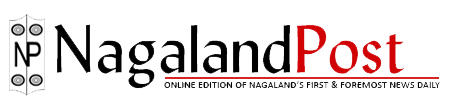 NP
NagalandPost
ONLINE EDITION OF NAGALAND'S FIRST & FOREMOST NEWS DAILY